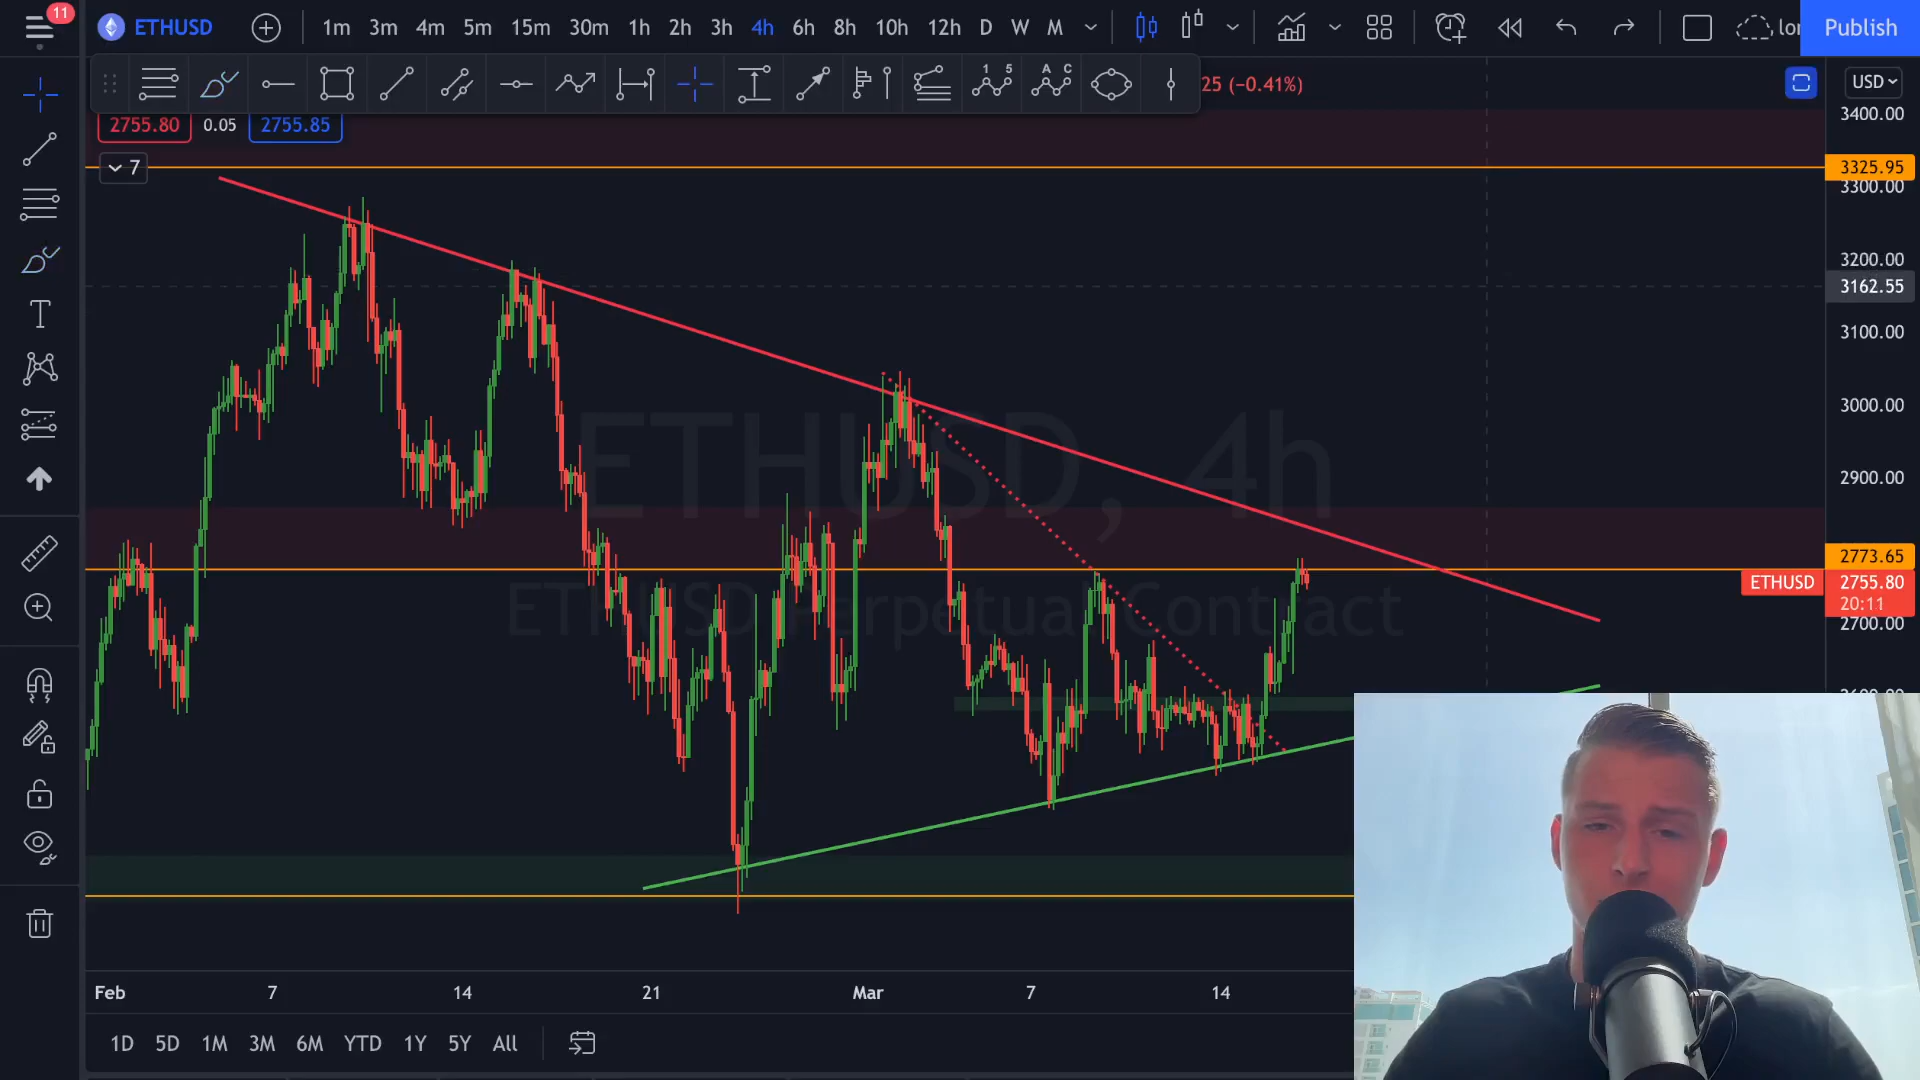 11
ETHUSD 1m 3m 4m 5m 15m 30m 1h 2h 3h 4h 6h 8h 10h 12h D W M Publish
1 5 A C 25 (−0.41%) USD
2755.80 0.05 2755.85
7
3400.00
3325.95
3300.00
3200.00
3162.55
3100.00
3000.00
2900.00
ETHUSD, 4h
2773.65
ETHUSD 2755.80
20:11
2700.00
ETHUSD Perpetual Contract
Feb 7 14 21 Mar 7 14
1D 5D 1M 3M 6M YTD 1Y 5Y All